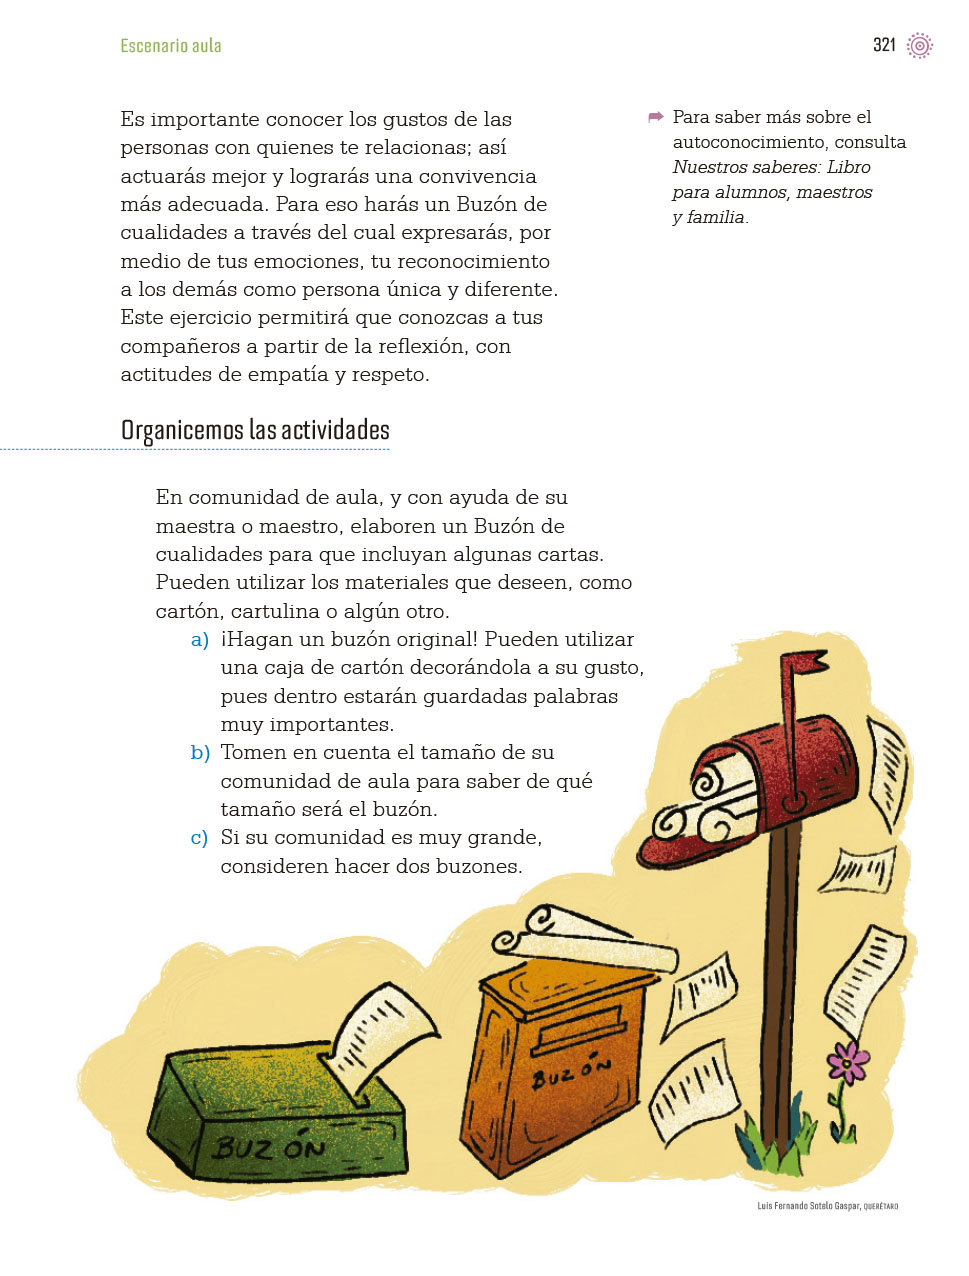 Escenario aula
321
Es importante conocer los gustos de las
personas con quienes te relacionas; así
actuarás mejor y lograrás una convivencia
más adecuada. Para eso harás un Buzón de
cualidades a través del cual expresarás, por
medio de tus emociones, tu reconocimiento
a los demás como persona única y diferente.
Este ejercicio permitirá que conozcas a tus
compañeros a partir de la reflexión, con
actitudes de empatía y respeto.
Para saber más sobre el
autoconocimiento, consulta
Nuestros saberes: Libro
para alumnos, maestros
y familia.
Organicemos las actividades
En comunidad de aula, y con ayuda de su
maestra o maestro, elaboren un Buzón de
cualidades para que incluyan algunas cartas.
Pueden utilizar los materiales que deseen, como
cartón, cartulina o algún otro.
a) ¡Hagan un buzón original! Pueden utilizar
una caja de cartón decorándola a su gusto,
pues dentro estarán guardadas palabras
muy importantes.
b) Tomen en cuenta el tamaño de su
comunidad de aula para saber de qué
tamaño será el buzón.
c) Si su comunidad es muy grande,
consideren hacer dos buzones.
BUZÓN
BUZÓN
Luis Fernando Sotelo Gaspar, QUERÉTARO